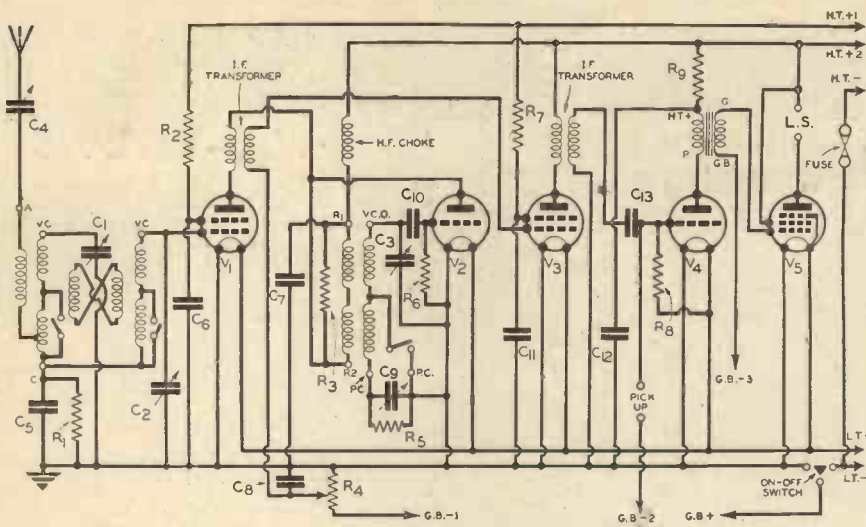 H.T.+1
H.T.+2
H.T.-
I.F. TRANSFORMER
I.F. TRANSFORMER
C4
R2
H.F. CHOKE
R7
R9
HT+
G
L.S.
FUSE
P
GB
A
VC
C1
VC
V1
R1
V.C.O.
C10
C3
V2
V3
C13
V4
V5
C6
C7
R6
R3
R2
P.C.
P.C.
C9
R5
C11
C12
R8
G.B.-3
C
C5
R1
C2
PICK UP
C8
R4
G.B.-1
G.B.-2
G.B+
ON-OFF SWITCH
LT+
LT.-